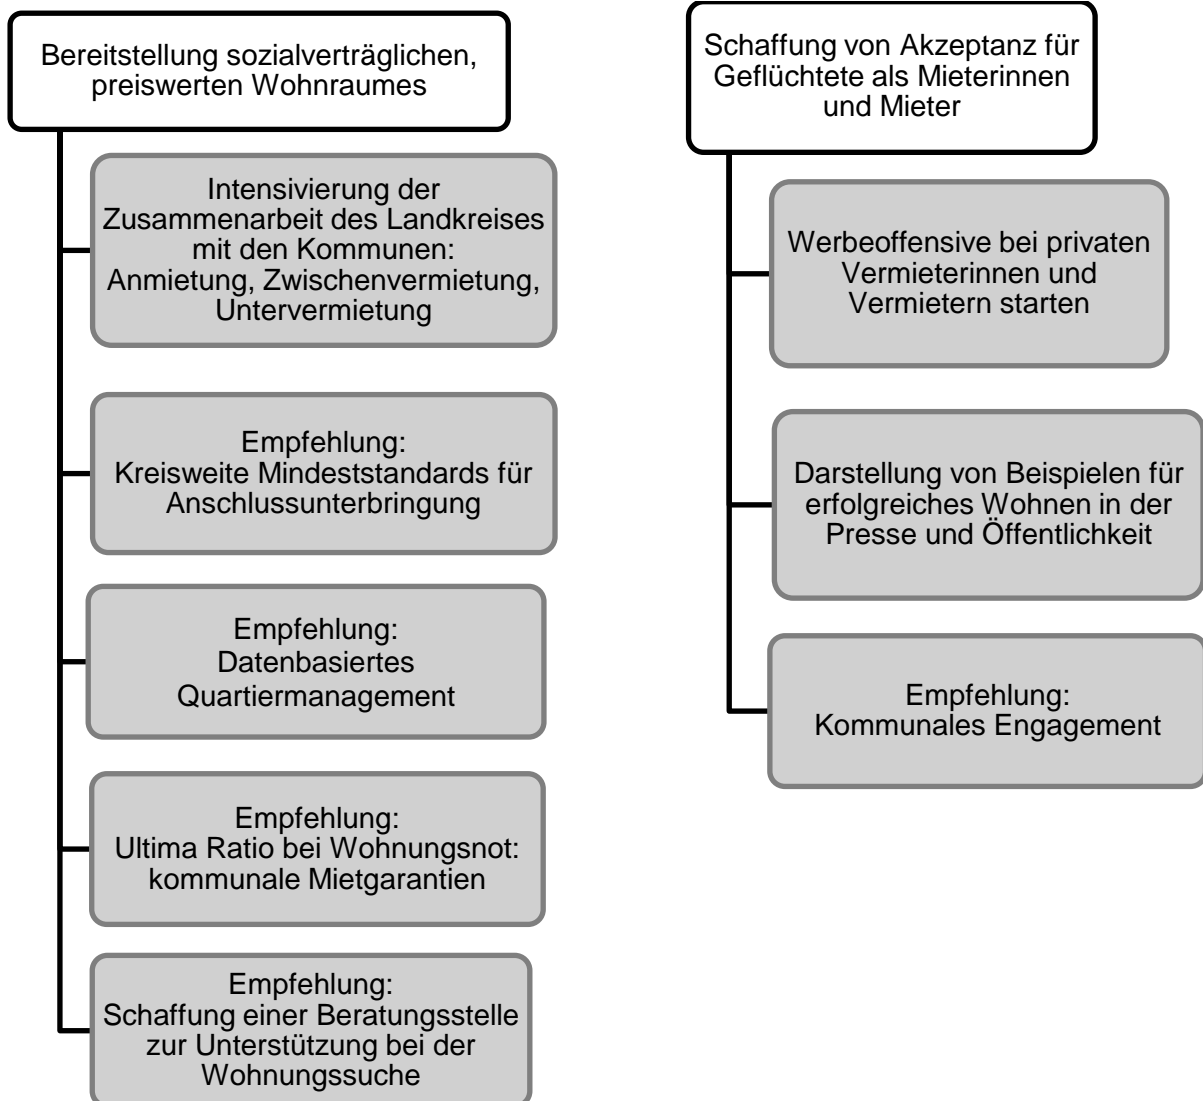 Bereitstellung sozialverträglichen,
preiswerten Wohnraumes
Intensivierung der
Zusammenarbeit des Landkreises
mit den Kommunen:
Anmietung, Zwischenvermietung,
Untervermietung
Empfehlung:
Kreisweite Mindeststandards für
Anschlussunterbringung
Empfehlung:
Datenbasiertes
Quartiermanagement
Empfehlung:
Ultima Ratio bei Wohnungsnot:
kommunale Mietgarantien
Empfehlung:
Schaffung einer Beratungsstelle
zur Unterstützung bei der
Wohnungssuche
Schaffung von Akzeptanz für
Geflüchtete als Mieterinnen
und Mieter
Werbeoffensive bei privaten
Vermieterinnen und
Vermietern starten
Darstellung von Beispielen für
erfolgreiches Wohnen in der
Presse und Öffentlichkeit
Empfehlung:
Kommunales Engagement